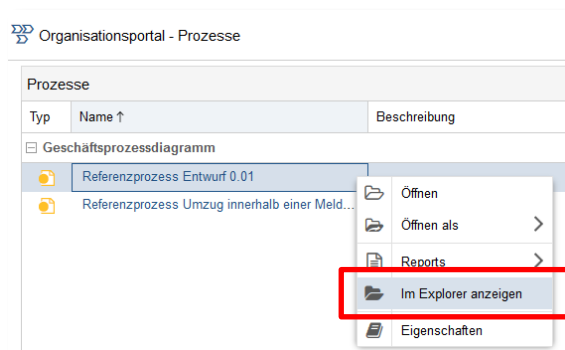 Organisationsportal - Prozesse
Prozesse
Typ Name ↑ Beschreibung
Geschäftsprozessdiagramm
Referenzprozess Entwurf 0.01
Referenzprozess Umzug innerhalb einer Meld...
Öffnen
Öffnen als
Reports
Im Explorer anzeigen
Eigenschaften